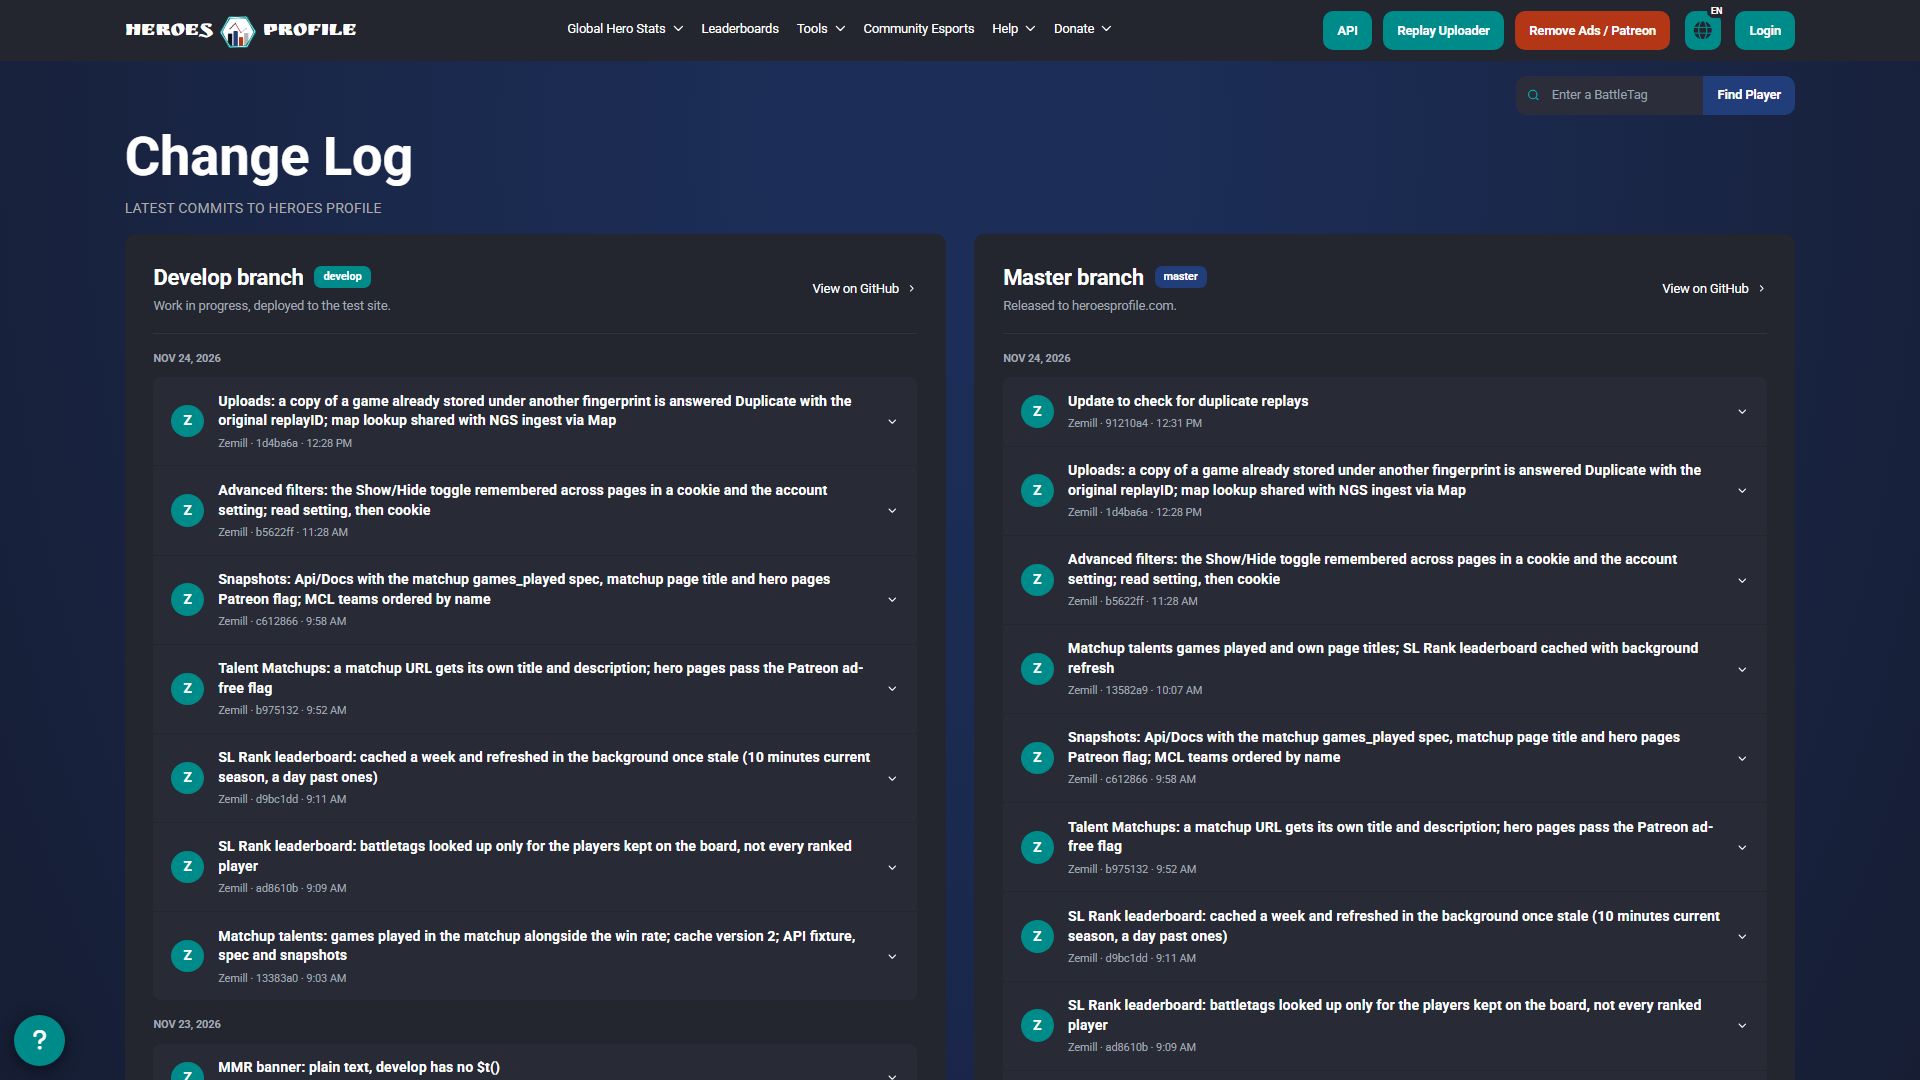 HEROES PROFILE
Global Hero Stats
Leaderboards
Tools
Community Esports
Help
Donate
API
Replay Uploader
Remove Ads / Patreon
EN
Login
Enter a BattleTag
Find Player
Change Log
LATEST COMMITS TO HEROES PROFILE
Develop branch
develop
Work in progress, deployed to the test site.
View on GitHub
NOV 24, 2026
Z
Uploads: a copy of a game already stored under another fingerprint is answered Duplicate with the
original replayID; map lookup shared with NGS ingest via Map
Zemill · 1d4ba6a · 12:28 PM
Z
Advanced filters: the Show/Hide toggle remembered across pages in a cookie and the account
setting; read setting, then cookie
Zemill · b5622ff · 11:28 AM
Z
Snapshots: Api/Docs with the matchup games_played spec, matchup page title and hero pages
Patreon flag; MCL teams ordered by name
Zemill · c612866 · 9:58 AM
Z
Talent Matchups: a matchup URL gets its own title and description; hero pages pass the Patreon ad-
free flag
Zemill · b975132 · 9:52 AM
Z
SL Rank leaderboard: cached a week and refreshed in the background once stale (10 minutes current
season, a day past ones)
Zemill · d9bc1dd · 9:11 AM
Z
SL Rank leaderboard: battletags looked up only for the players kept on the board, not every ranked
player
Zemill · ad8610b · 9:09 AM
Z
Matchup talents: games played in the matchup alongside the win rate; cache version 2; API fixture,
spec and snapshots
Zemill · 13383a0 · 9:03 AM
NOV 23, 2026
Z
MMR banner: plain text, develop has no $t()
Master branch
master
Released to heroesprofile.com.
View on GitHub
NOV 24, 2026
Z
Update to check for duplicate replays
Zemill · 91210a4 · 12:31 PM
Z
Uploads: a copy of a game already stored under another fingerprint is answered Duplicate with the
original replayID; map lookup shared with NGS ingest via Map
Zemill · 1d4ba6a · 12:28 PM
Z
Advanced filters: the Show/Hide toggle remembered across pages in a cookie and the account
setting; read setting, then cookie
Zemill · b5622ff · 11:28 AM
Z
Matchup talents games played and own page titles; SL Rank leaderboard cached with background
refresh
Zemill · 13582a9 · 10:07 AM
Z
Snapshots: Api/Docs with the matchup games_played spec, matchup page title and hero pages
Patreon flag; MCL teams ordered by name
Zemill · c612866 · 9:58 AM
Z
Talent Matchups: a matchup URL gets its own title and description; hero pages pass the Patreon ad-
free flag
Zemill · b975132 · 9:52 AM
Z
SL Rank leaderboard: cached a week and refreshed in the background once stale (10 minutes current
season, a day past ones)
Zemill · d9bc1dd · 9:11 AM
Z
SL Rank leaderboard: battletags looked up only for the players kept on the board, not every ranked
player
Zemill · ad8610b · 9:09 AM
?